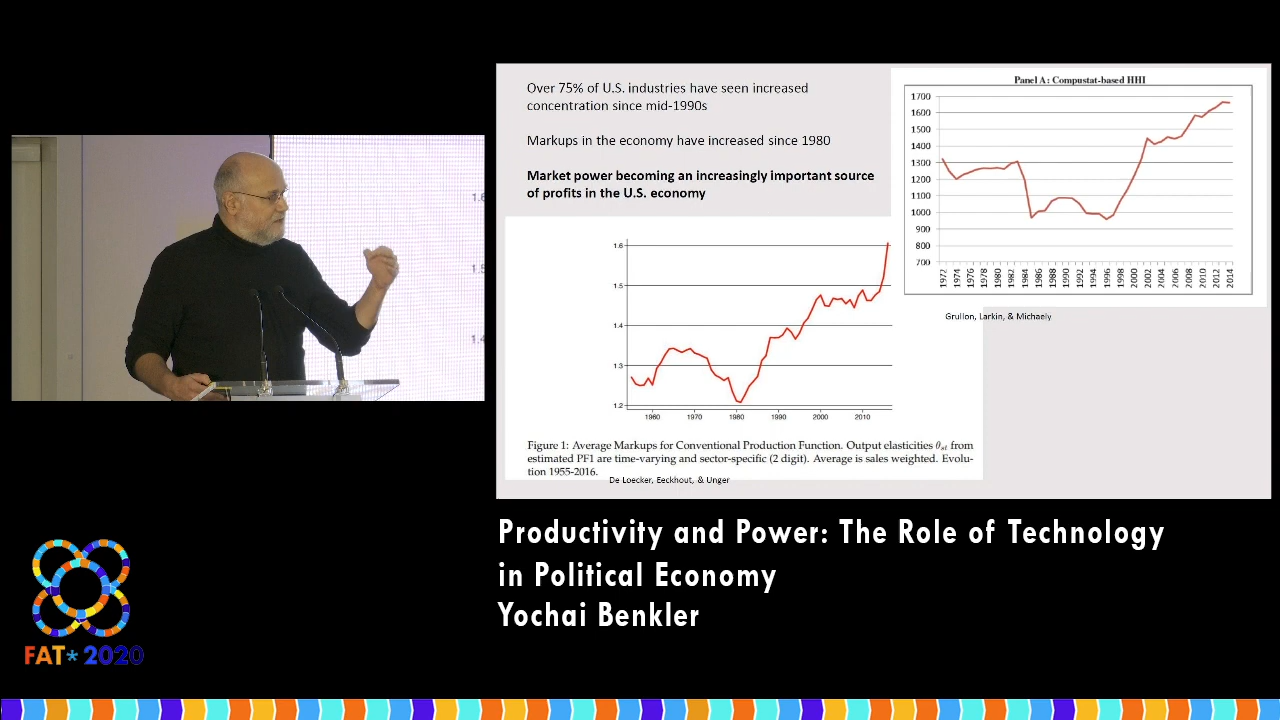 Over 75% of U.S. industries have seen increased
concentration since mid-1990s
Markups in the economy have increased since 1980
Market power becoming an increasingly important source
of profits in the U.S. economy
Panel A: Compustat-based HHI
1700
1600
1500
1400
1300
1200
1100
1000
900
800
700
1972
1974
1976
1978
1980
1982
1984
1986
1988
1990
1992
1994
1996
1998
2000
2002
2004
2006
2008
2010
2012
2014
Grullon, Larkin, & Michaely
1.6
1.5
1.4
1.3
1.2
1960 1970 1980 1990 2000 2010
Figure 1: Average Markups for Conventional Production Function. Output elasticities θst from
estimated PF1 are time-varying and sector-specific (2 digit). Average is sales weighted. Evolu-
tion 1955-2016.
De Loecker, Eeckhout, & Unger
Productivity and Power: The Role of Technology
in Political Economy
Yochai Benkler
FAT* 2020